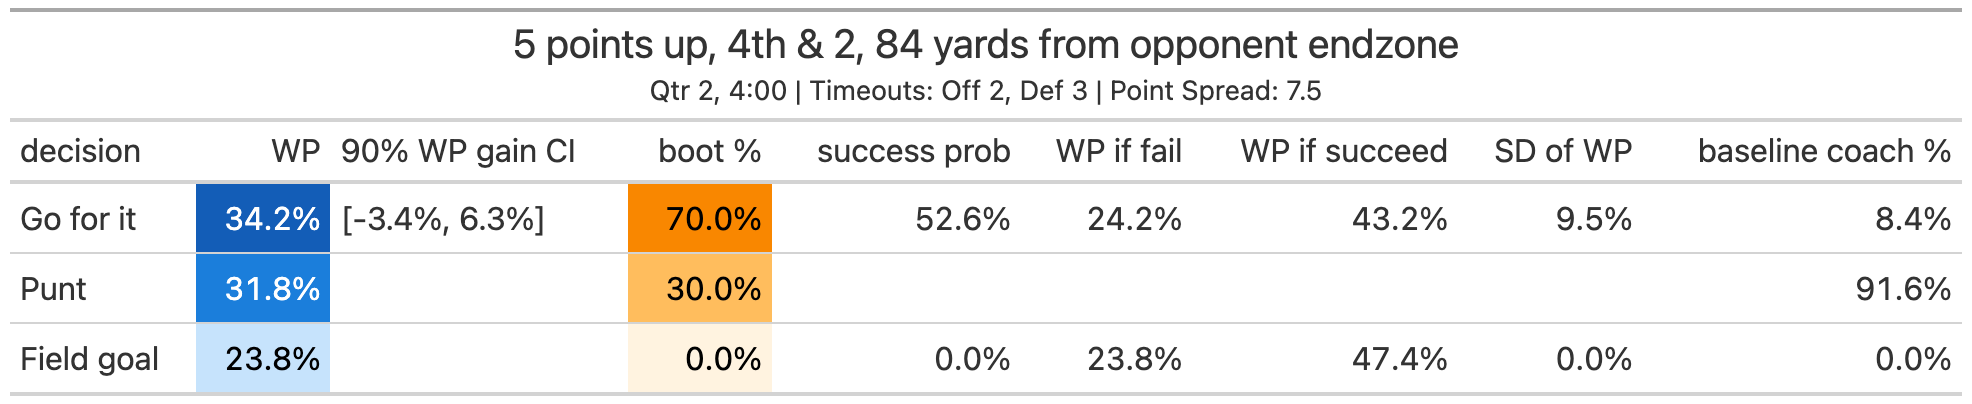 5 points up, 4th & 2, 84 yards from opponent endzone
Qtr 2, 4:00 | Timeouts: Off 2, Def 3 | Point Spread: 7.5
decision WP 90% WP gain CI boot % success prob WP if fail WP if succeed SD of WP baseline coach %
Go for it 34.2% [-3.4%, 6.3%] 70.0% 52.6% 24.2% 43.2% 9.5% 8.4%
Punt 31.8% 30.0% 91.6%
Field goal 23.8% 0.0% 0.0% 23.8% 47.4% 0.0% 0.0%